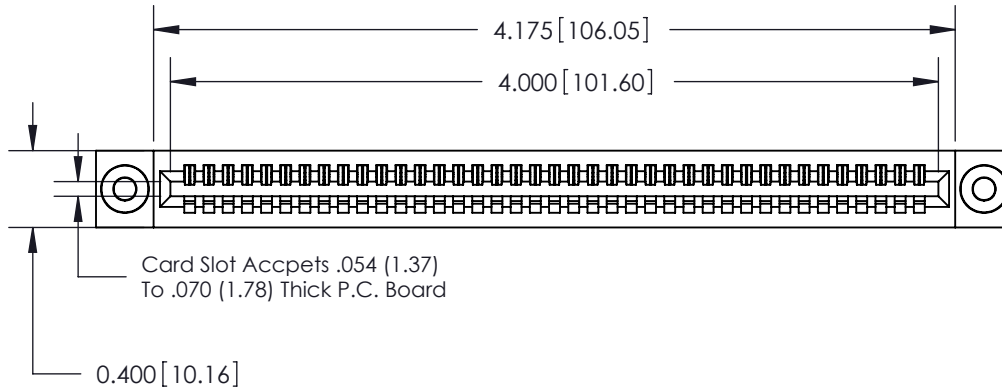 4.175[106.05]
4.000[101.60]
Card Slot Accpets .054 (1.37)
To .070 (1.78) Thick P.C. Board
0.400[10.16]